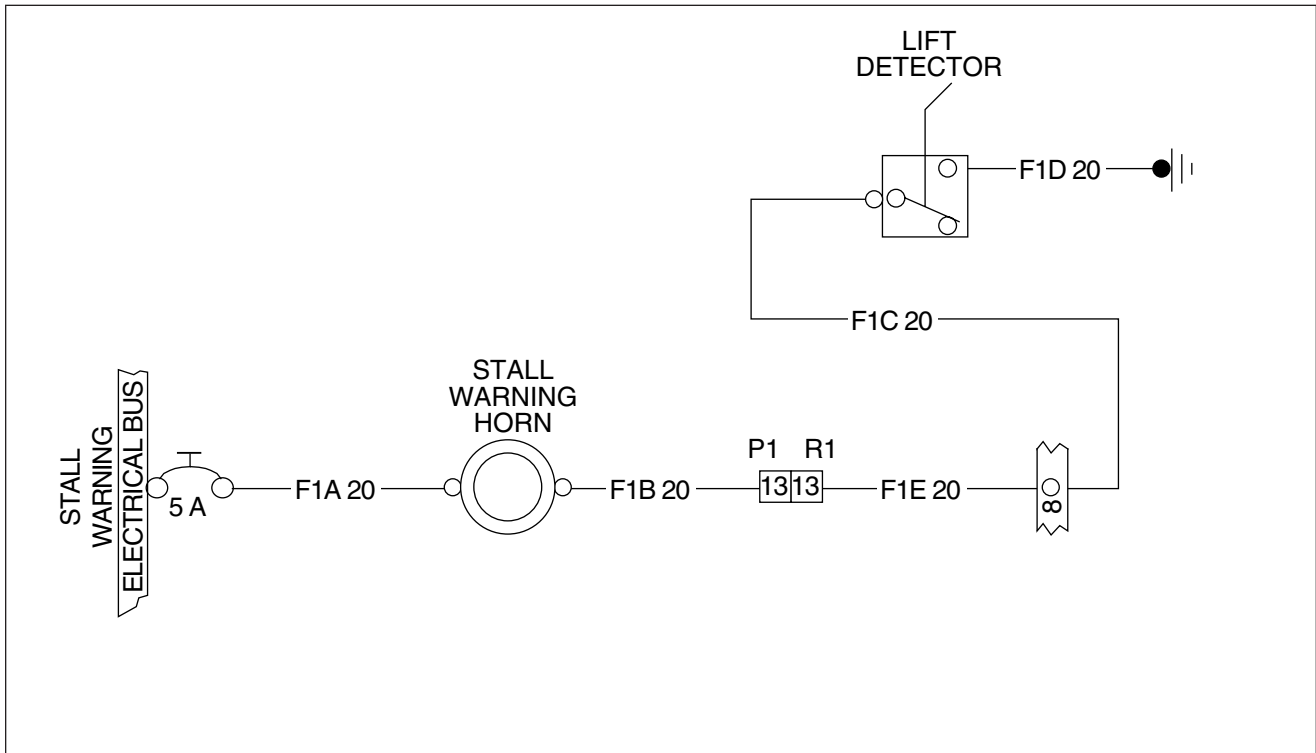 LIFT
DETECTOR
F1D 20
F1C 20
STALL
WARNING
HORN
P1 R1
STALL
WARNING
ELECTRICAL BUS
5 A
F1A 20
F1B 20
13 13
F1E 20
8